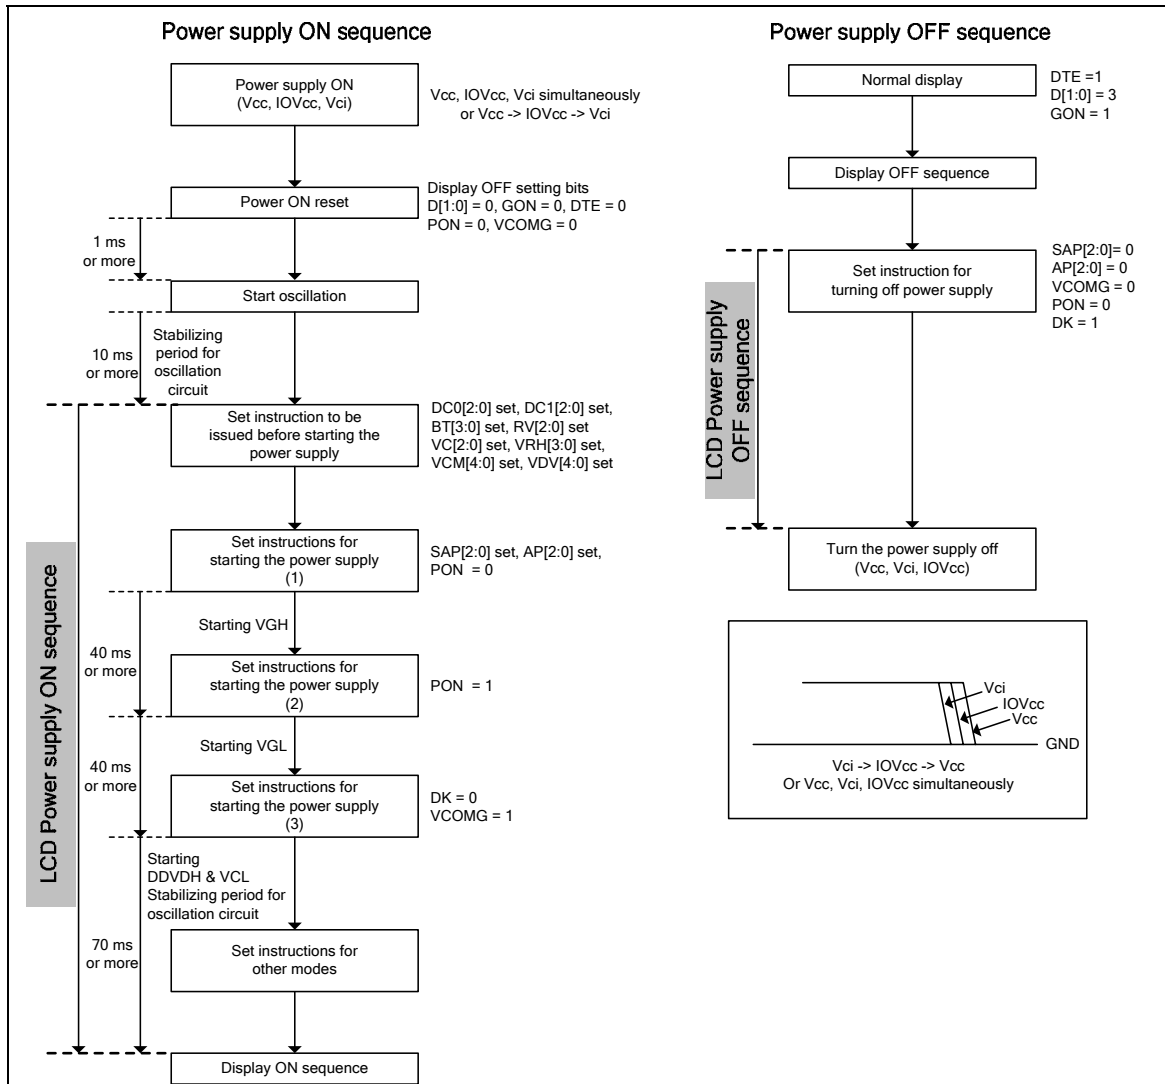 Power supply ON sequence
Power supply ON
(Vcc, IOVcc, Vci)
Vcc, IOVcc, Vci simultaneously
or Vcc -> IOVcc -> Vci
Power ON reset
Display OFF setting bits
D[1:0] = 0, GON = 0, DTE = 0
PON = 0, VCOMG = 0
1 ms
or more
Start oscillation
10 ms
or more
Stabilizing
period for
oscillation
circuit
Set instruction to be
issued before starting the
power supply
DC0[2:0] set, DC1[2:0] set,
BT[3:0] set, RV[2:0] set
VC[2:0] set, VRH[3:0] set,
VCM[4:0] set, VDV[4:0] set
LCD Power supply ON sequence
Set instructions for
starting the power supply
(1)
SAP[2:0] set, AP[2:0] set,
PON = 0
40 ms
or more
Starting VGH
Set instructions for
starting the power supply
(2)
PON = 1
40 ms
or more
Starting VGL
Set instructions for
starting the power supply
(3)
DK = 0
VCOMG = 1
70 ms
or more
Starting
DDVDH & VCL
Stabilizing period for
oscillation circuit
Set instructions for
other modes
Display ON sequence
Power supply OFF sequence
Normal display
DTE =1
D[1:0] = 3
GON = 1
Display OFF sequence
LCD Power supply
OFF sequence
Set instruction for
turning off power supply
SAP[2:0]= 0
AP[2:0] = 0
VCOMG = 0
PON = 0
DK = 1
Turn the power supply off
(Vcc, Vci, IOVcc)
Vci
IOVcc
Vcc
GND
Vci -> IOVcc -> Vcc
Or Vcc, Vci, IOVcc simultaneously